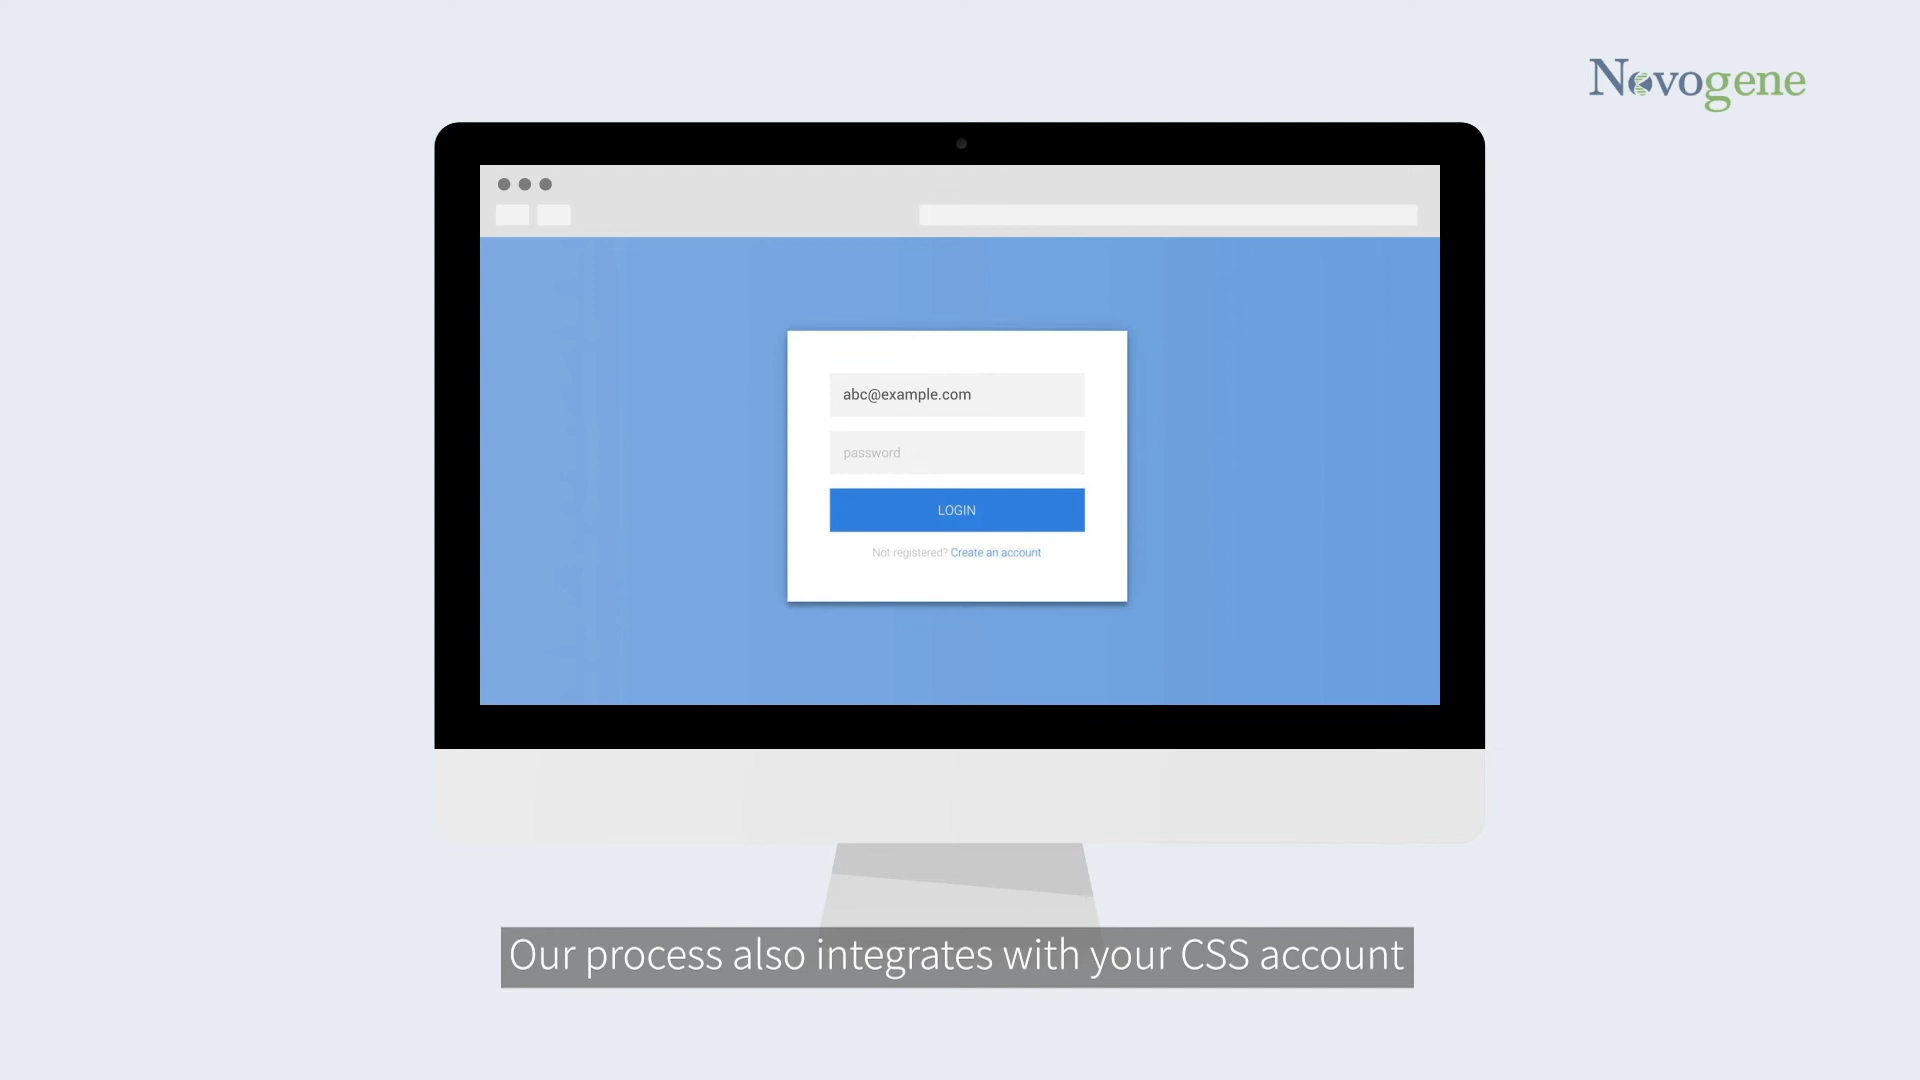 Novogene
abc@example.com
password
LOGIN
Not registered? Create an account
Our process also integrates with your CSS account